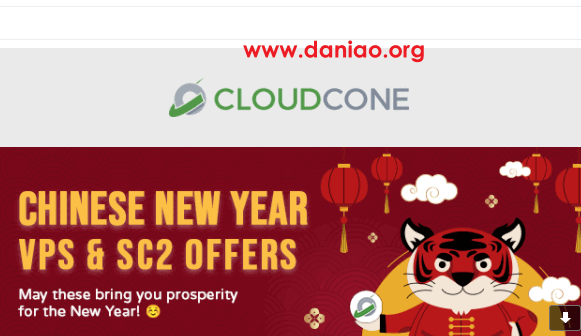 www.daniao.org
CLOUDCONE
CHINESE NEW YEAR
VPS & SC2 OFFERS
May these bring you prosperity
for the New Year! 😊